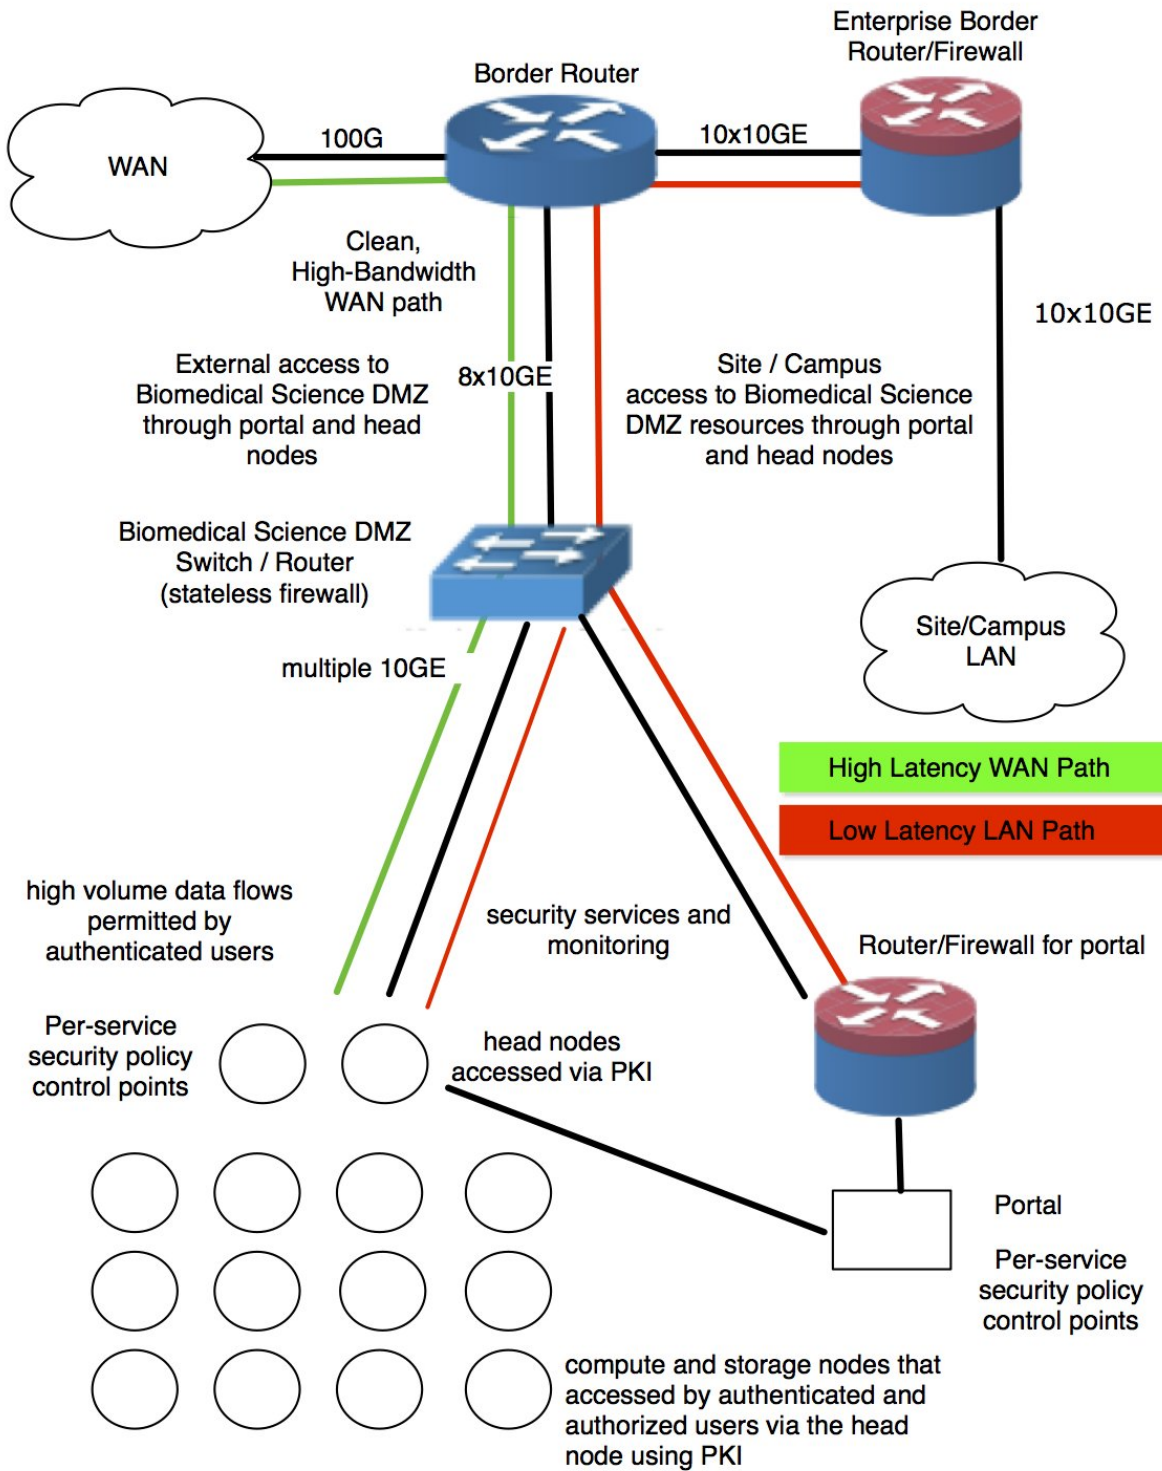 Enterprise Border
Router/Firewall
Border Router
WAN
100G
10x10GE
Clean,
High-Bandwidth
WAN path
10x10GE
External access to
Biomedical Science DMZ
through portal and head
nodes
8x10GE
Site / Campus
access to Biomedical Science
DMZ resources through portal
and head nodes
Biomedical Science DMZ
Switch / Router
(stateless firewall)
multiple 10GE
Site/Campus
LAN
High Latency WAN Path
Low Latency LAN Path
high volume data flows
permitted by
authenticated users
security services and
monitoring
Router/Firewall for portal
Per-service
security policy
control points
head nodes
accessed via PKI
Portal
Per-service
security policy
control points
compute and storage nodes that
accessed by authenticated and
authorized users via the head
node using PKI